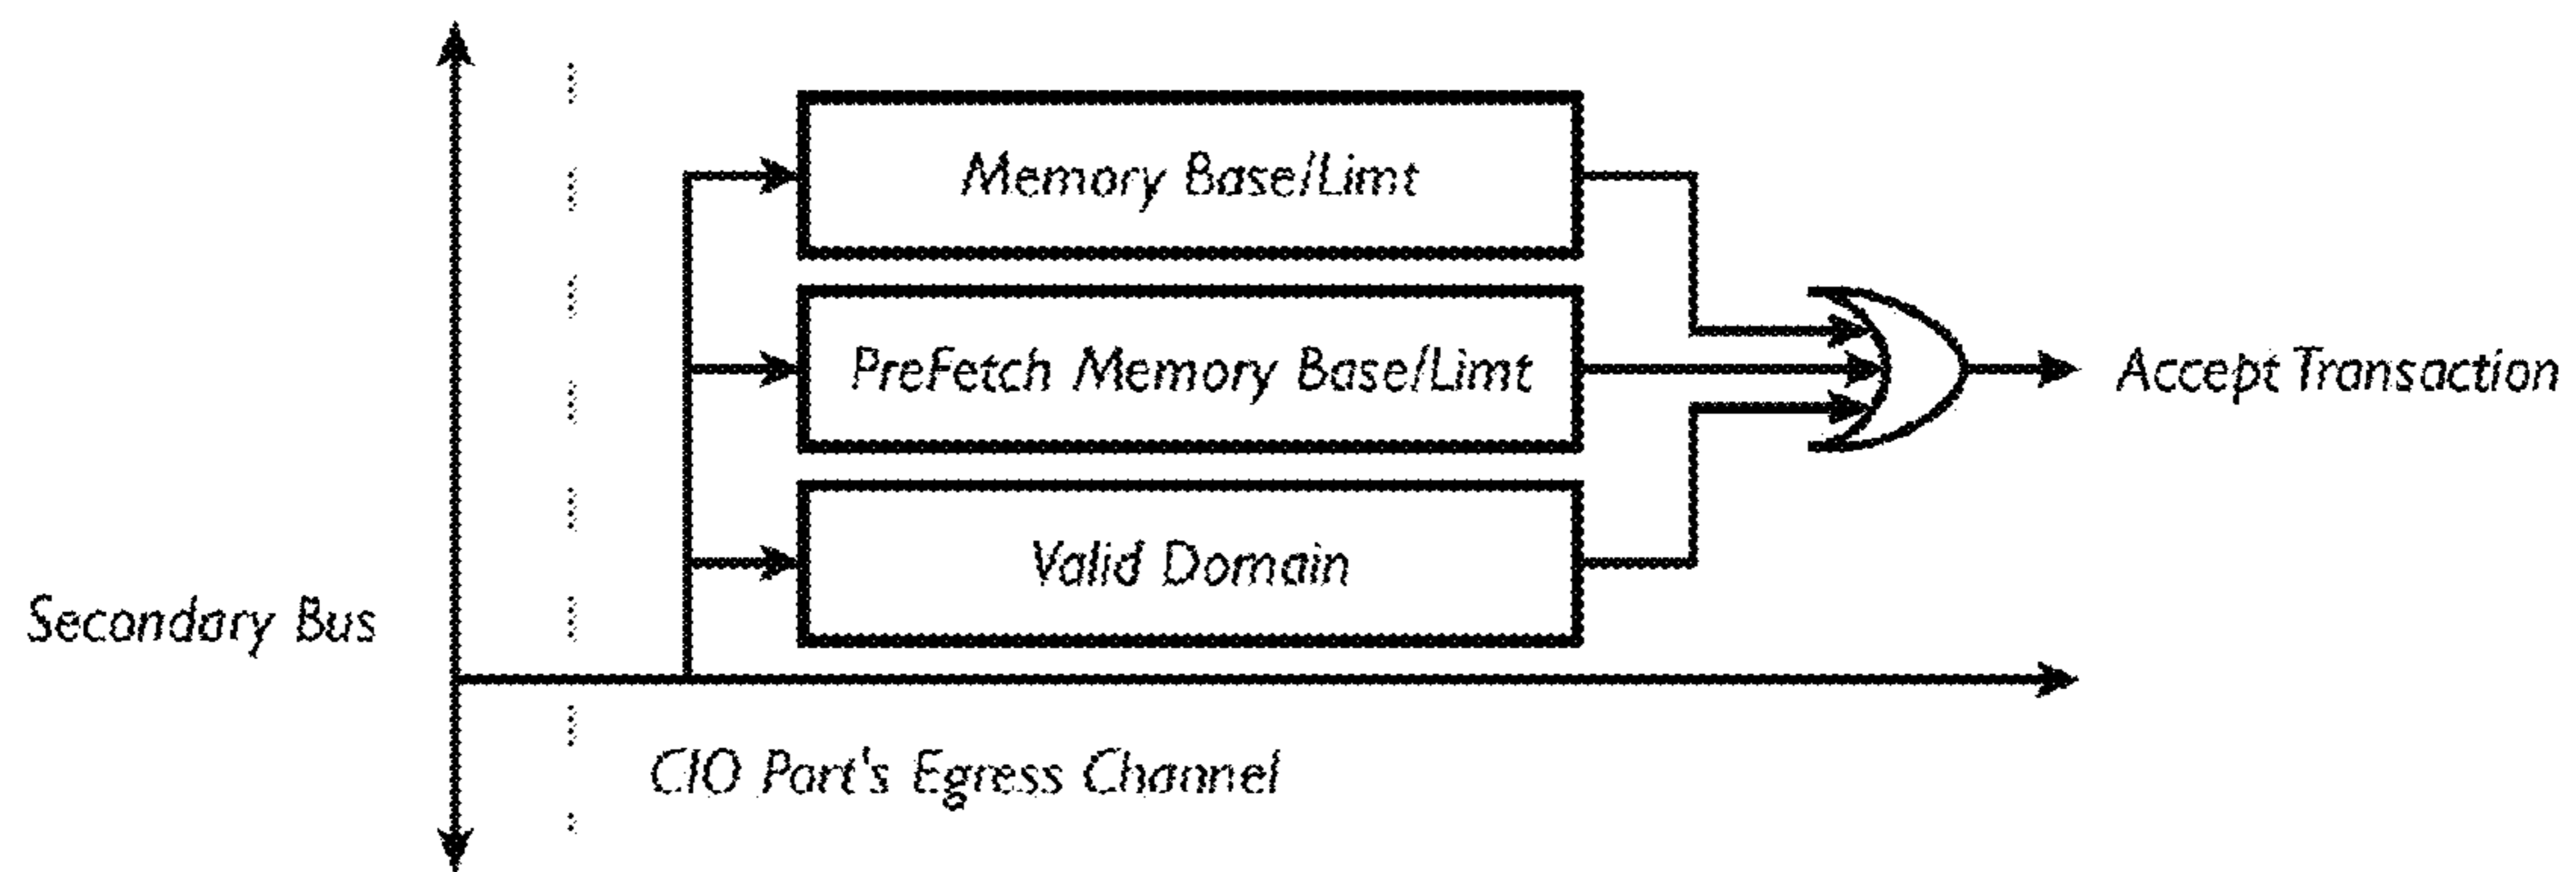 Memory Base/Limt
PreFetch Memory Base/Limt
Accept Transaction
Valid Domain
Secondary Bus
CIO Port's Egress Channel